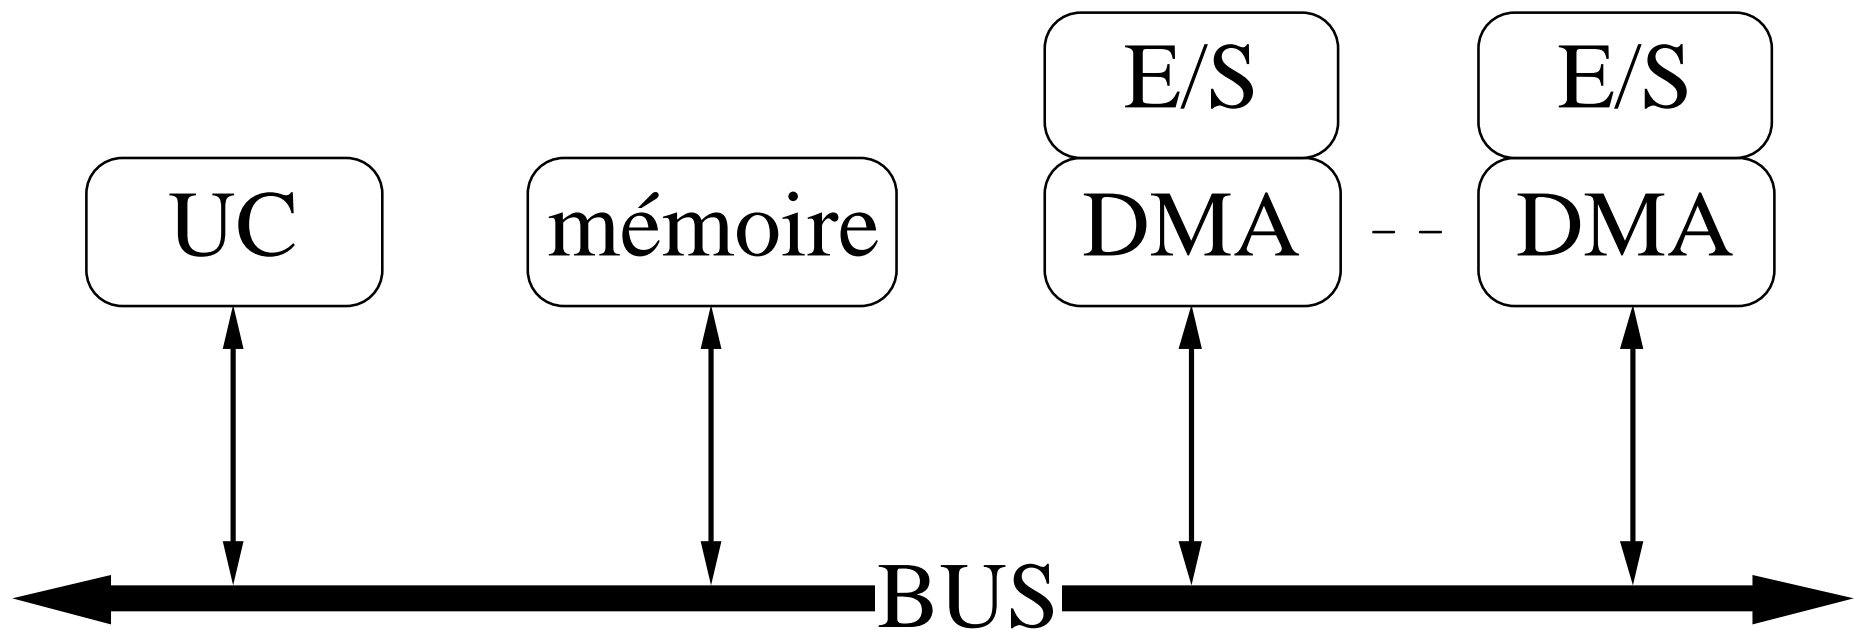 E/S
E/S
UC
mémoire
DMA
DMA
BUS